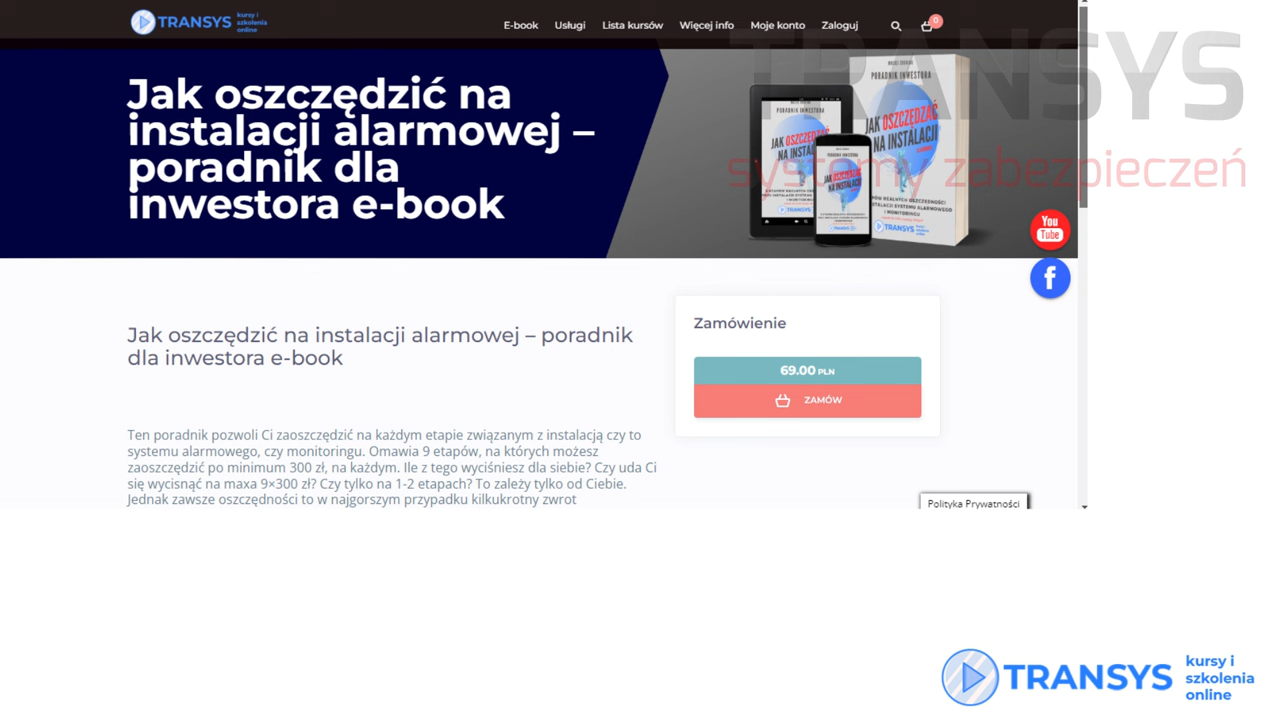 TRANSYS kursy i szkolenia online
E-book Usługi Lista kursów Więcej info Moje konto Zaloguj 0
TRANSYS
systemy zabezpieczeń
Jak oszczędzić na
instalacji alarmowej –
poradnik dla
inwestora e-book
PORADNIK INWESTORA
JAK OSZCZĘDZAĆ
NA INSTALACJI
TRANSYS
You
Tube
f
Jak oszczędzić na instalacji alarmowej – poradnik
dla inwestora e-book
Zamówienie
69.00 PLN
ZAMÓW
Ten poradnik pozwoli Ci zaoszczędzić na każdym etapie związanym z instalacją czy to
systemu alarmowego, czy monitoringu. Omawia 9 etapów, na których możesz
zaoszczędzić po minimum 300 zł, na każdym. Ile z tego wyciśniesz dla siebie? Czy uda Ci
się wycisnąć na maxa 9×300 zł? Czy tylko na 1-2 etapach? To zależy tylko od Ciebie.
Jednak zawsze oszczędności to w najgorszym przypadku kilkukrotny zwrot
Polityka Prywatności
TRANSYS
kursy i
szkolenia
online